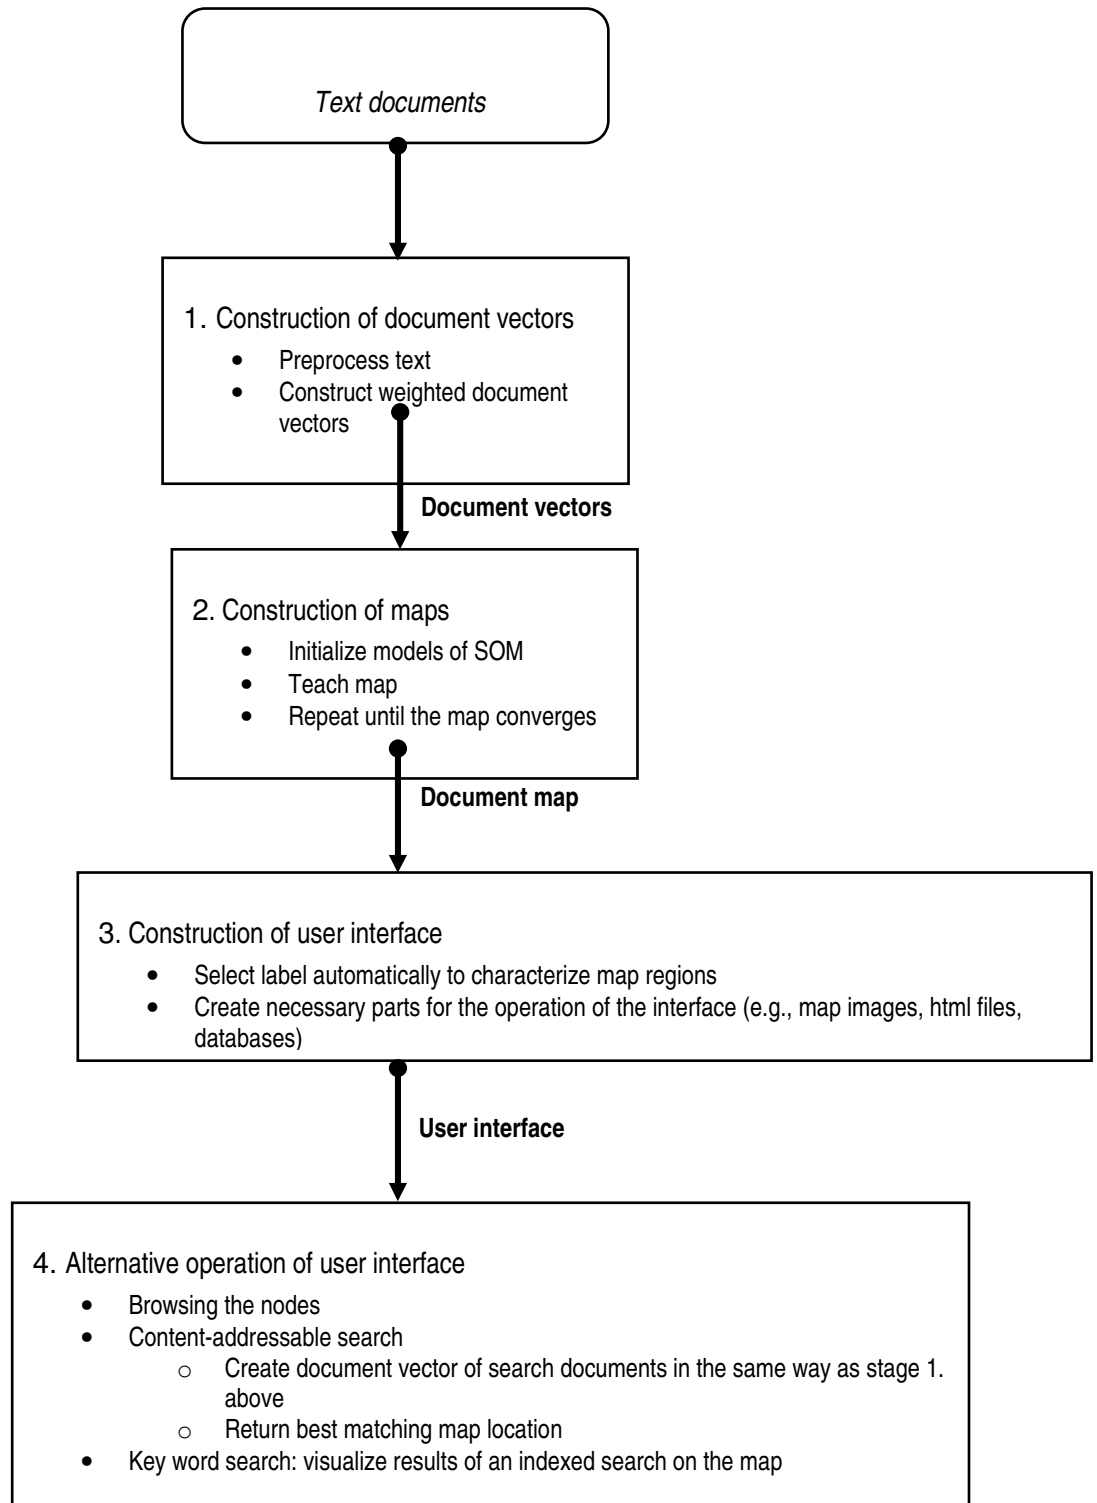 Text documents
1. Construction of document vectors
• Preprocess text
• Construct weighted document
vectors
Document vectors
2. Construction of maps
• Initialize models of SOM
• Teach map
• Repeat until the map converges
Document map
3. Construction of user interface
• Select label automatically to characterize map regions
• Create necessary parts for the operation of the interface (e.g., map images, html files,
databases)
User interface
4. Alternative operation of user interface
• Browsing the nodes
• Content-addressable search
○ Create document vector of search documents in the same way as stage 1.
above
○ Return best matching map location
• Key word search: visualize results of an indexed search on the map